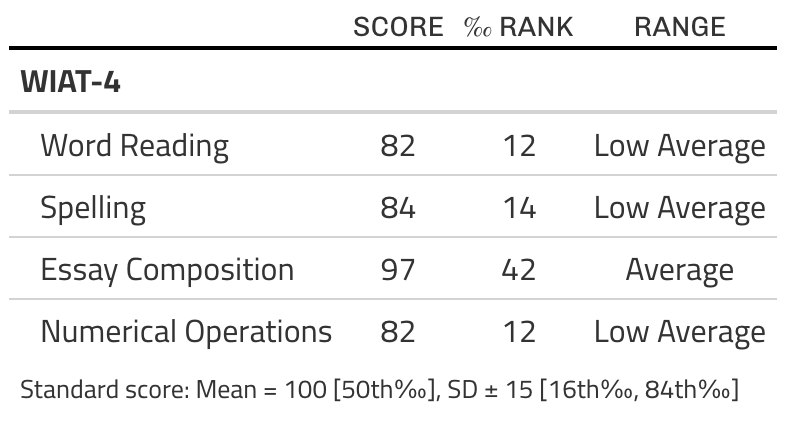 SCORE ‰ RANK RANGE
WIAT-4
Word Reading 82 12 Low Average
Spelling 84 14 Low Average
Essay Composition 97 42 Average
Numerical Operations 82 12 Low Average
Standard score: Mean = 100 [50th‰], SD ± 15 [16th‰, 84th‰]